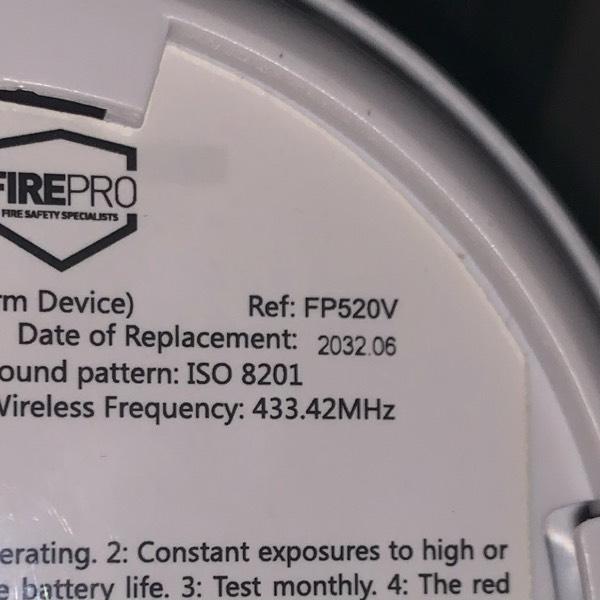 FIREPRO
FIRE SAFETY SPECIALISTS
rm Device) Ref: FP520V
Date of Replacement: 2032.06
ound pattern: ISO 8201
Wireless Frequency: 433.42MHz
erating. 2: Constant exposures to high or
e battery life. 3: Test monthly. 4: The red